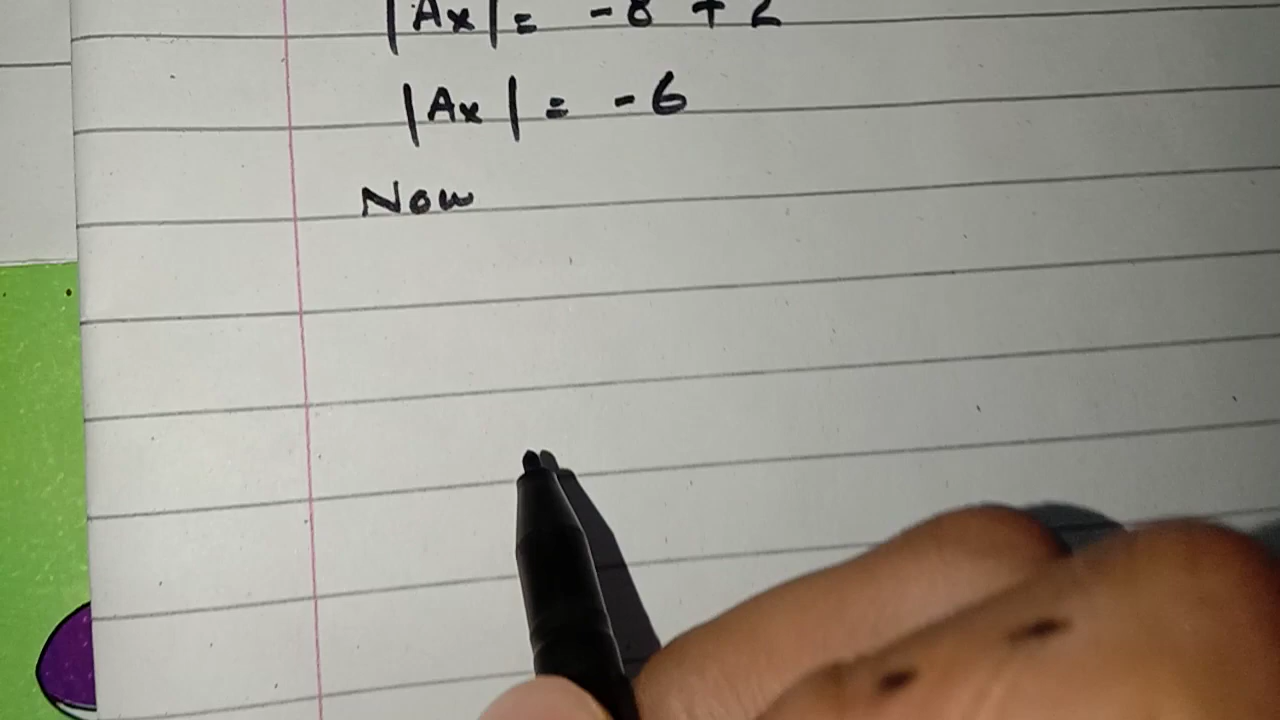 |Ax| = -8 + 2
|Ax| = -6
Now